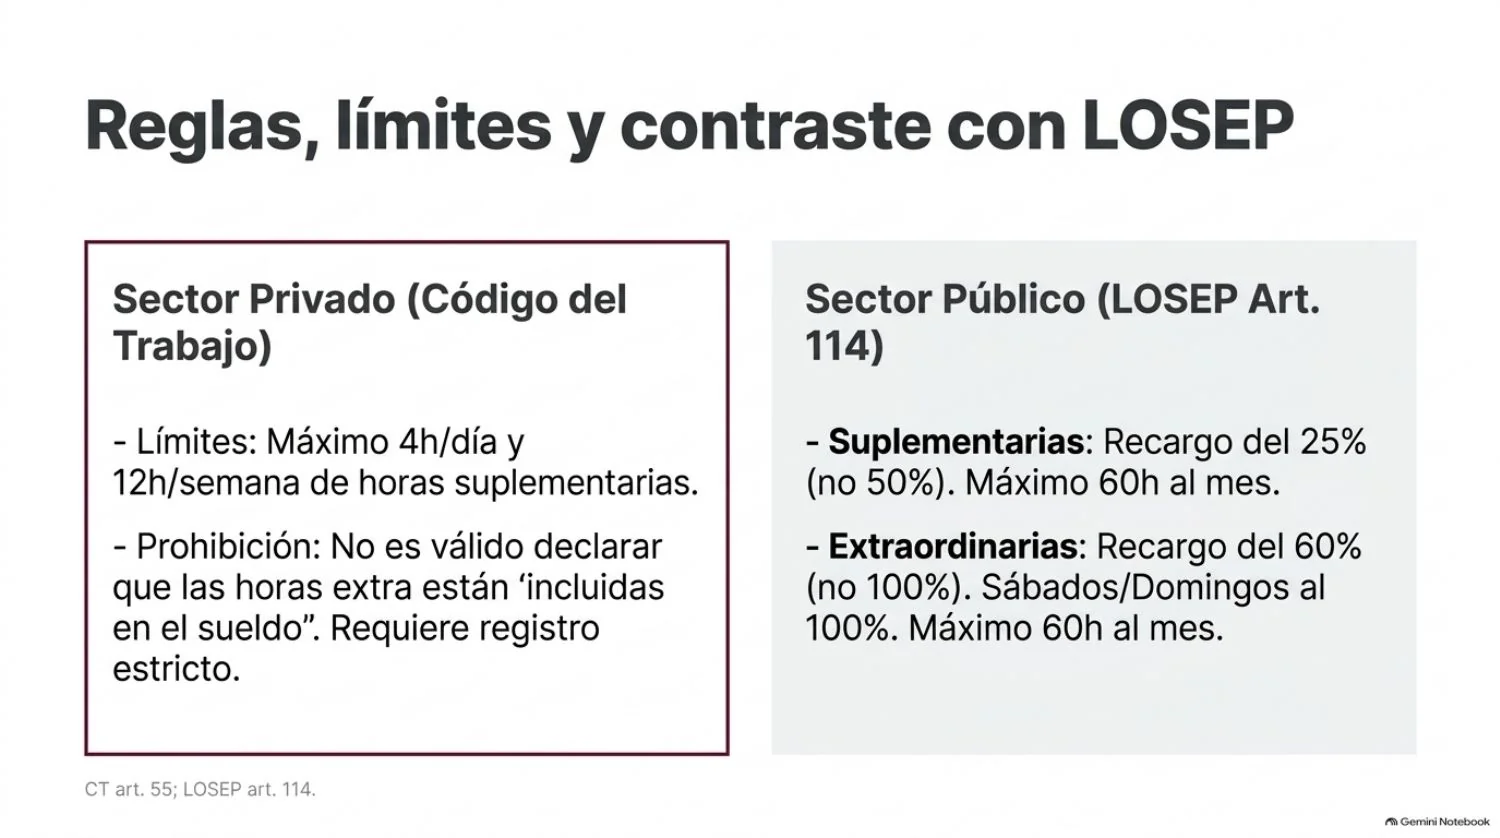 Reglas, límites y contraste con LOSEP
Sector Privado (Código del
Trabajo)
- Límites: Máximo 4h/día y
12h/semana de horas suplementarias.
- Prohibición: No es válido declarar
que las horas extra están ‘incluidas
en el sueldo”. Requiere registro
estricto.
Sector Público (LOSEP Art.
114)
- Suplementarias: Recargo del 25%
(no 50%). Máximo 60h al mes.
- Extraordinarias: Recargo del 60%
(no 100%). Sábados/Domingos al
100%. Máximo 60h al mes.
CT art. 55; LOSEP art. 114.
Gemini Notebook